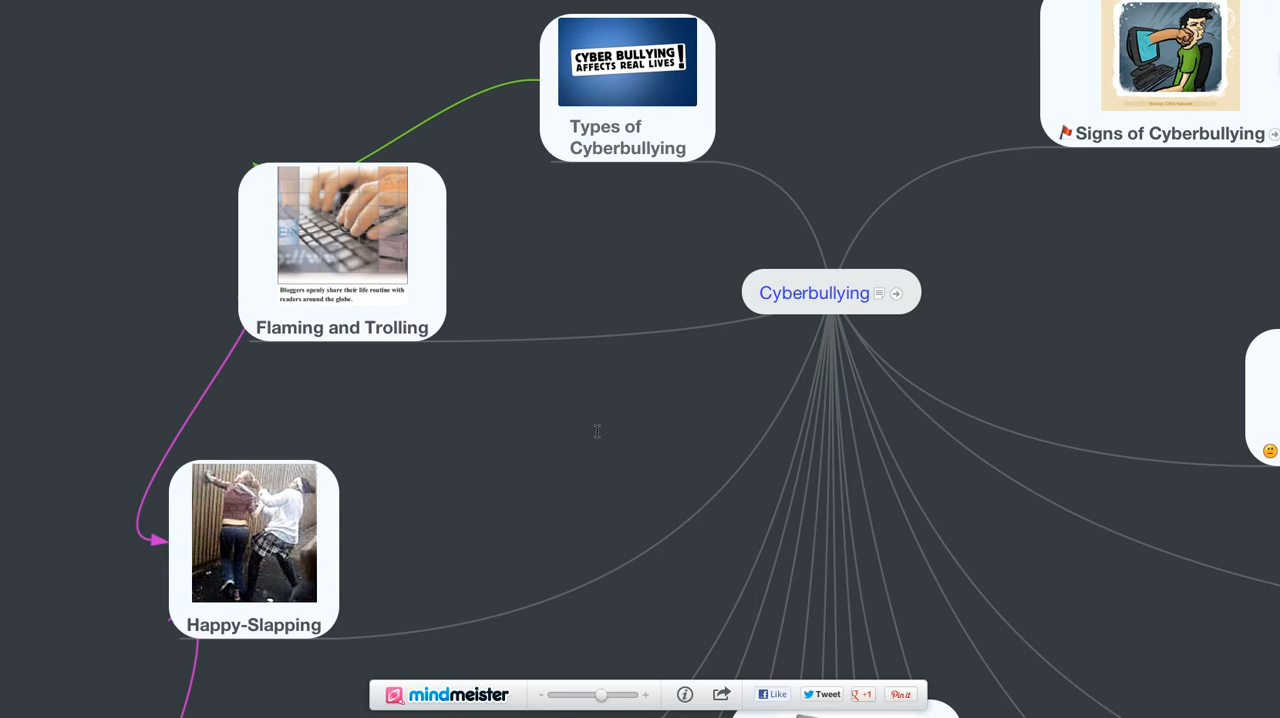 CYBER BULLYING!
AFFECTS REAL LIVES
Types of
Cyberbullying
Signs of Cyberbullying
Bloggers openly share their life routine with
readers around the globe.
Flaming and Trolling
Cyberbullying
Happy-Slapping
mindmeister
- +
Like
Tweet
+1
Pin it